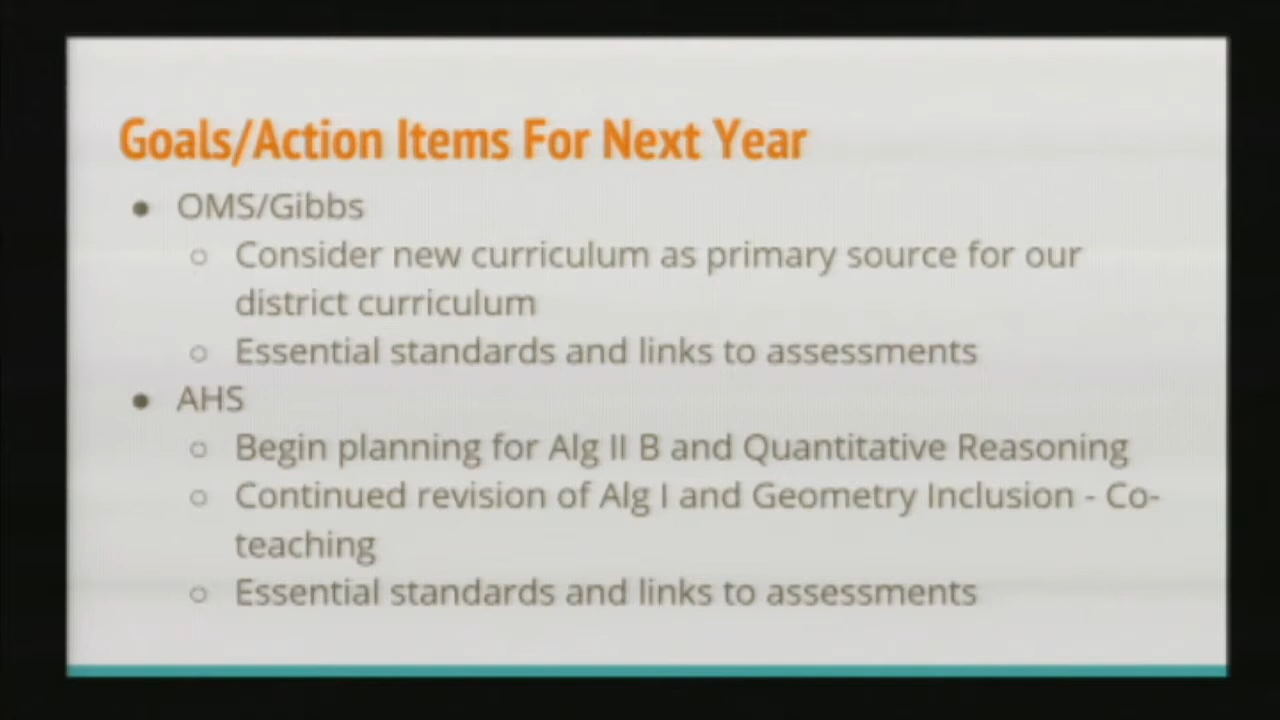 Goals/Action Items For Next Year
● OMS/Gibbs
○ Consider new curriculum as primary source for our
district curriculum
○ Essential standards and links to assessments
● AHS
○ Begin planning for Alg II B and Quantitative Reasoning
○ Continued revision of Alg I and Geometry Inclusion - Co-
teaching
○ Essential standards and links to assessments